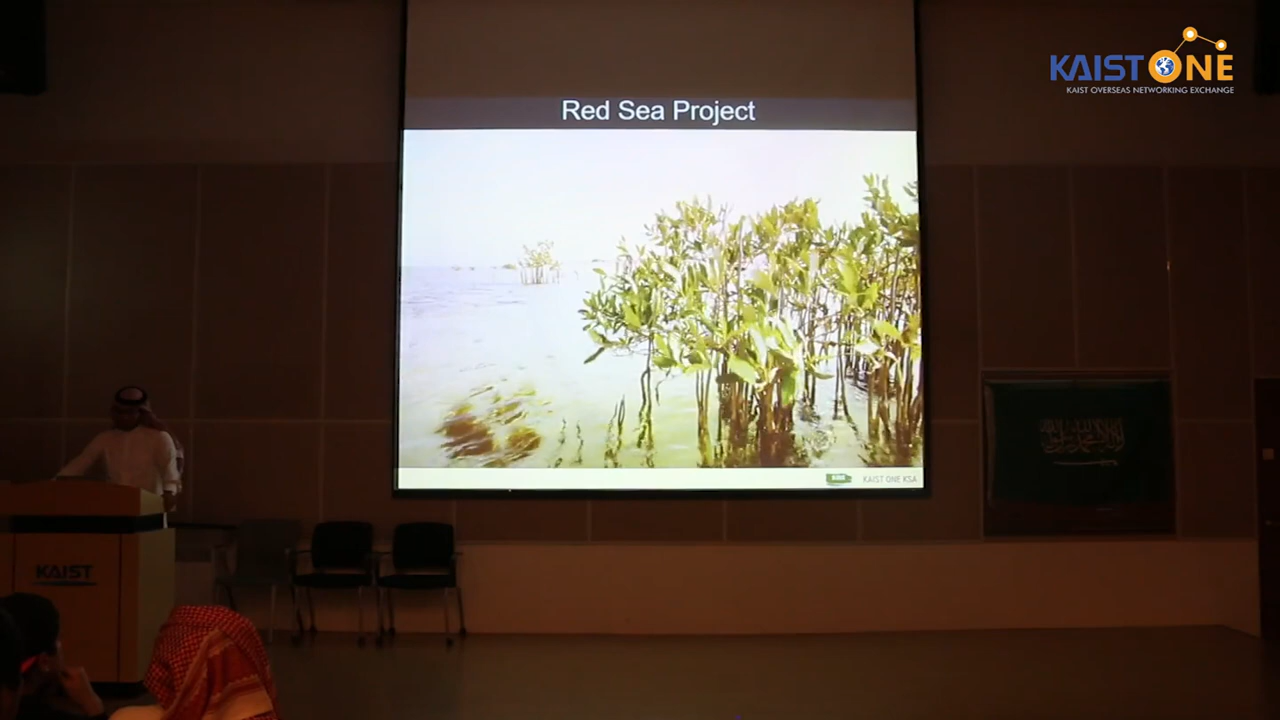 KAIST ONE
KAIST OVERSEAS NETWORKING EXCHANGE
Red Sea Project
KAIST ONE KSA
KAIST